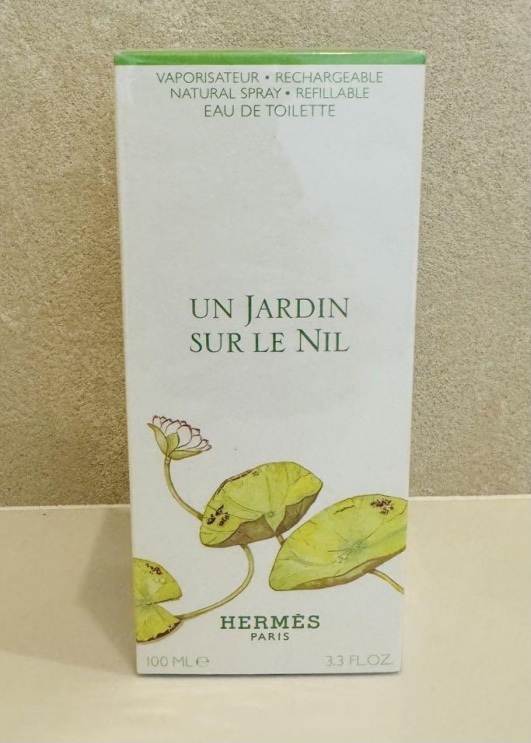 VAPORISATEUR • RECHARGEABLE
NATURAL SPRAY • REFILLABLE
EAU DE TOILETTE
UN JARDIN
SUR LE NIL
HERMÈS
PARIS
100 ML ℮ 3.3 FL.OZ.